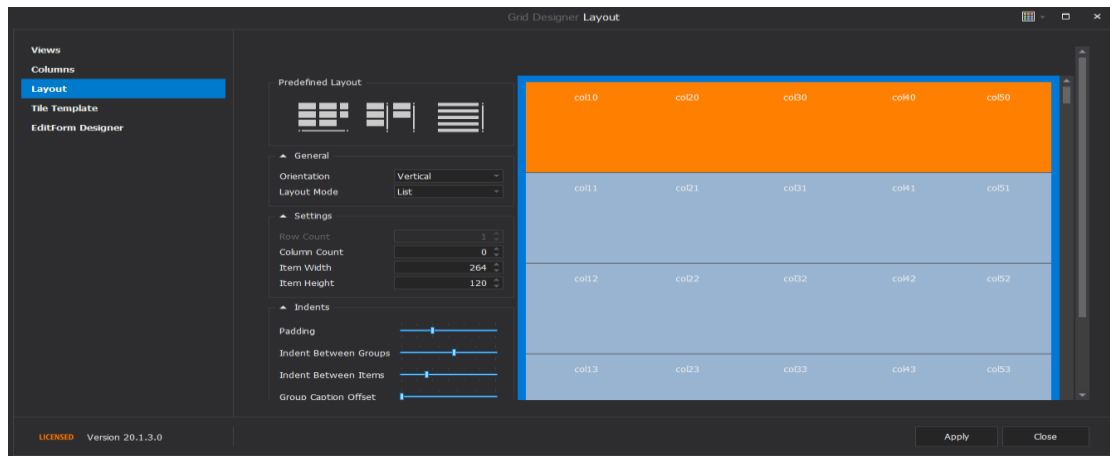 Grid Designer Layout
Views
Columns
Layout
Tile Template
EditForm Designer
Predefined Layout
General
Orientation Vertical
Layout Mode List
Settings
Row Count 1
Column Count 0
Item Width 264
Item Height 120
Indents
Padding
Indent Between Groups
Indent Between Items
Group Caption Offset
col10 col20 col30 col40 col50
col11 col21 col31 col41 col51
col12 col22 col32 col42 col52
col13 col23 col33 col43 col53
LICENSED Version 20.1.3.0
Apply Close